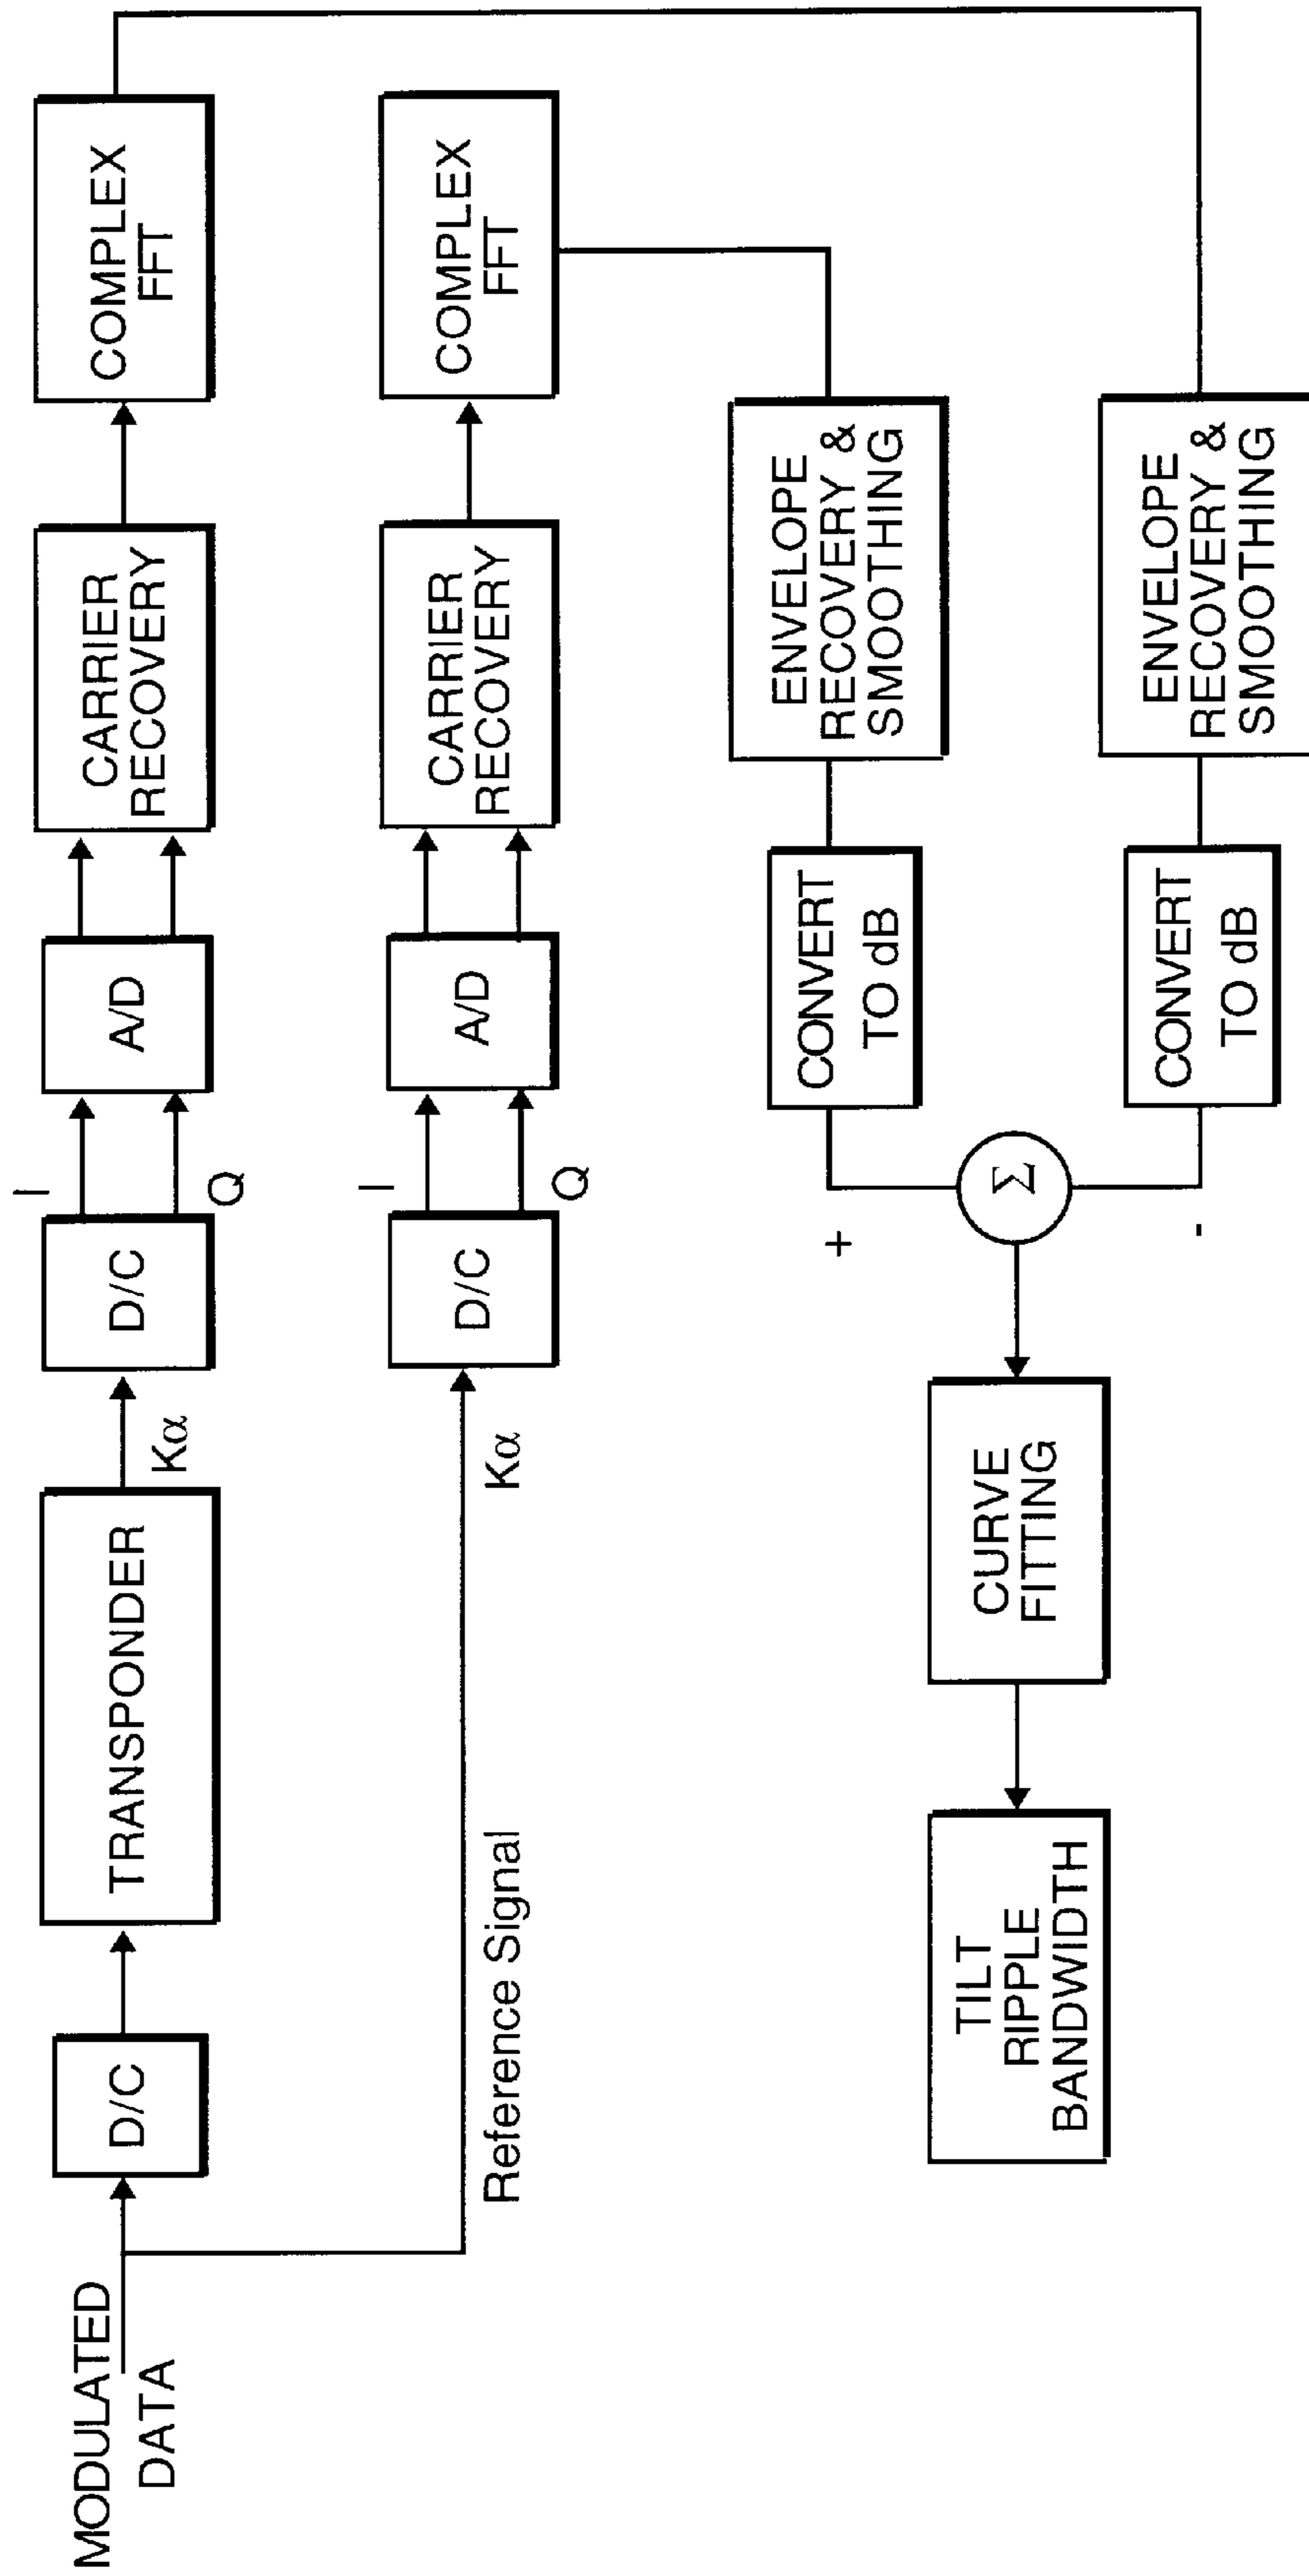 MODULATED
DATA
D/C
TRANSPONDER
Kα
D/C
I
Q
A/D
CARRIER
RECOVERY
COMPLEX
FFT
Reference Signal
Kα
D/C
I
Q
A/D
CARRIER
RECOVERY
COMPLEX
FFT
ENVELOPE
RECOVERY &
SMOOTHING
CONVERT
TO dB
+
ENVELOPE
RECOVERY &
SMOOTHING
CONVERT
TO dB
-
Σ
CURVE
FITTING
TILT
RIPPLE
BANDWIDTH